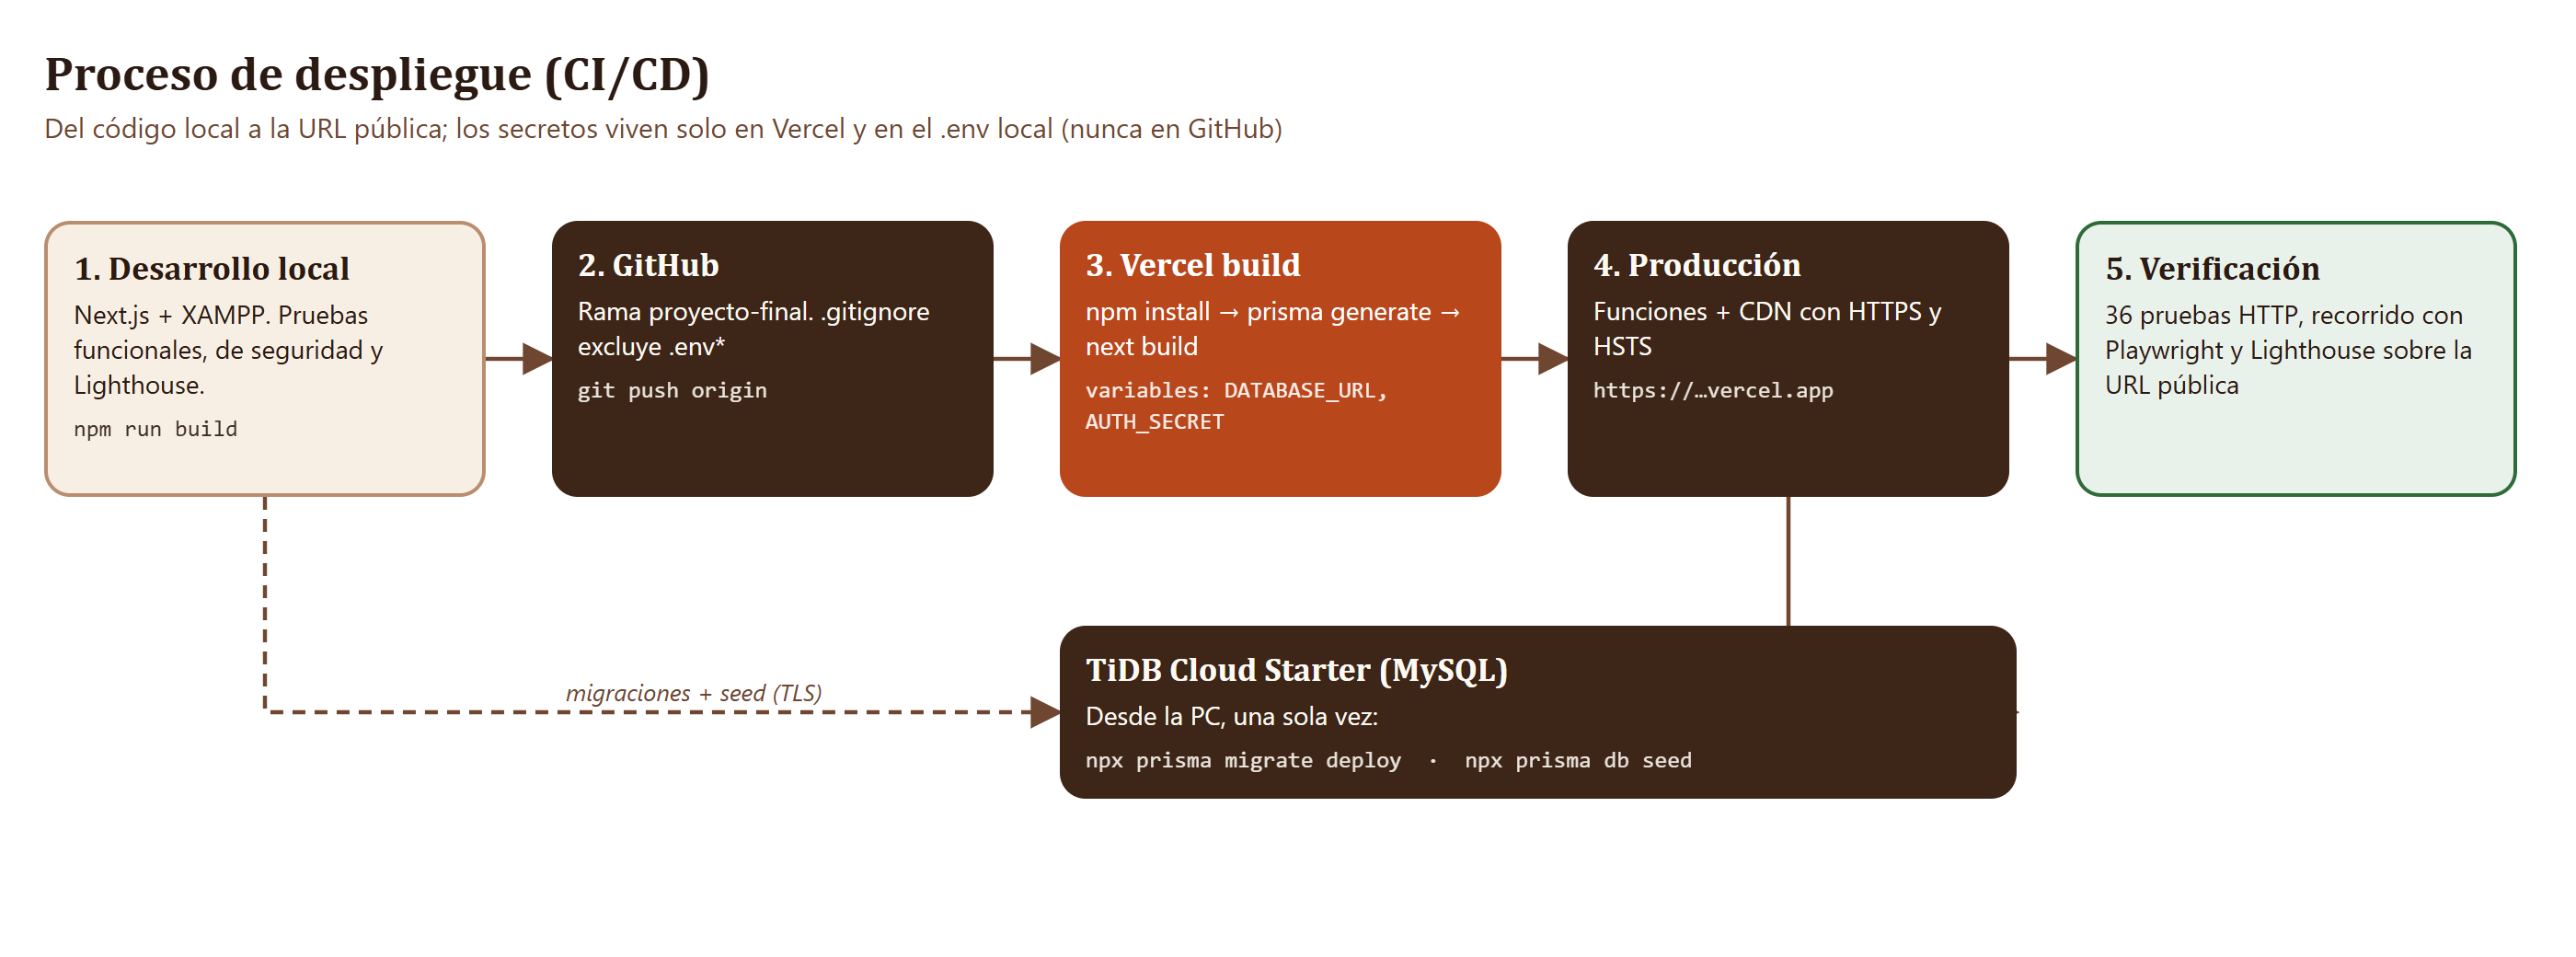 Proceso de despliegue (CI/CD)
Del código local a la URL pública; los secretos viven solo en Vercel y en el .env local (nunca en GitHub)
1. Desarrollo local
Next.js + XAMPP. Pruebas
funcionales, de seguridad y
Lighthouse.
npm run build
2. GitHub
Rama proyecto-final. .gitignore
excluye .env*
git push origin
3. Vercel build
npm install → prisma generate →
next build
variables: DATABASE_URL,
AUTH_SECRET
4. Producción
Funciones + CDN con HTTPS y
HSTS
https://…vercel.app
5. Verificación
36 pruebas HTTP, recorrido con
Playwright y Lighthouse sobre la
URL pública
migraciones + seed (TLS)
TiDB Cloud Starter (MySQL)
Desde la PC, una sola vez:
npx prisma migrate deploy · npx prisma db seed